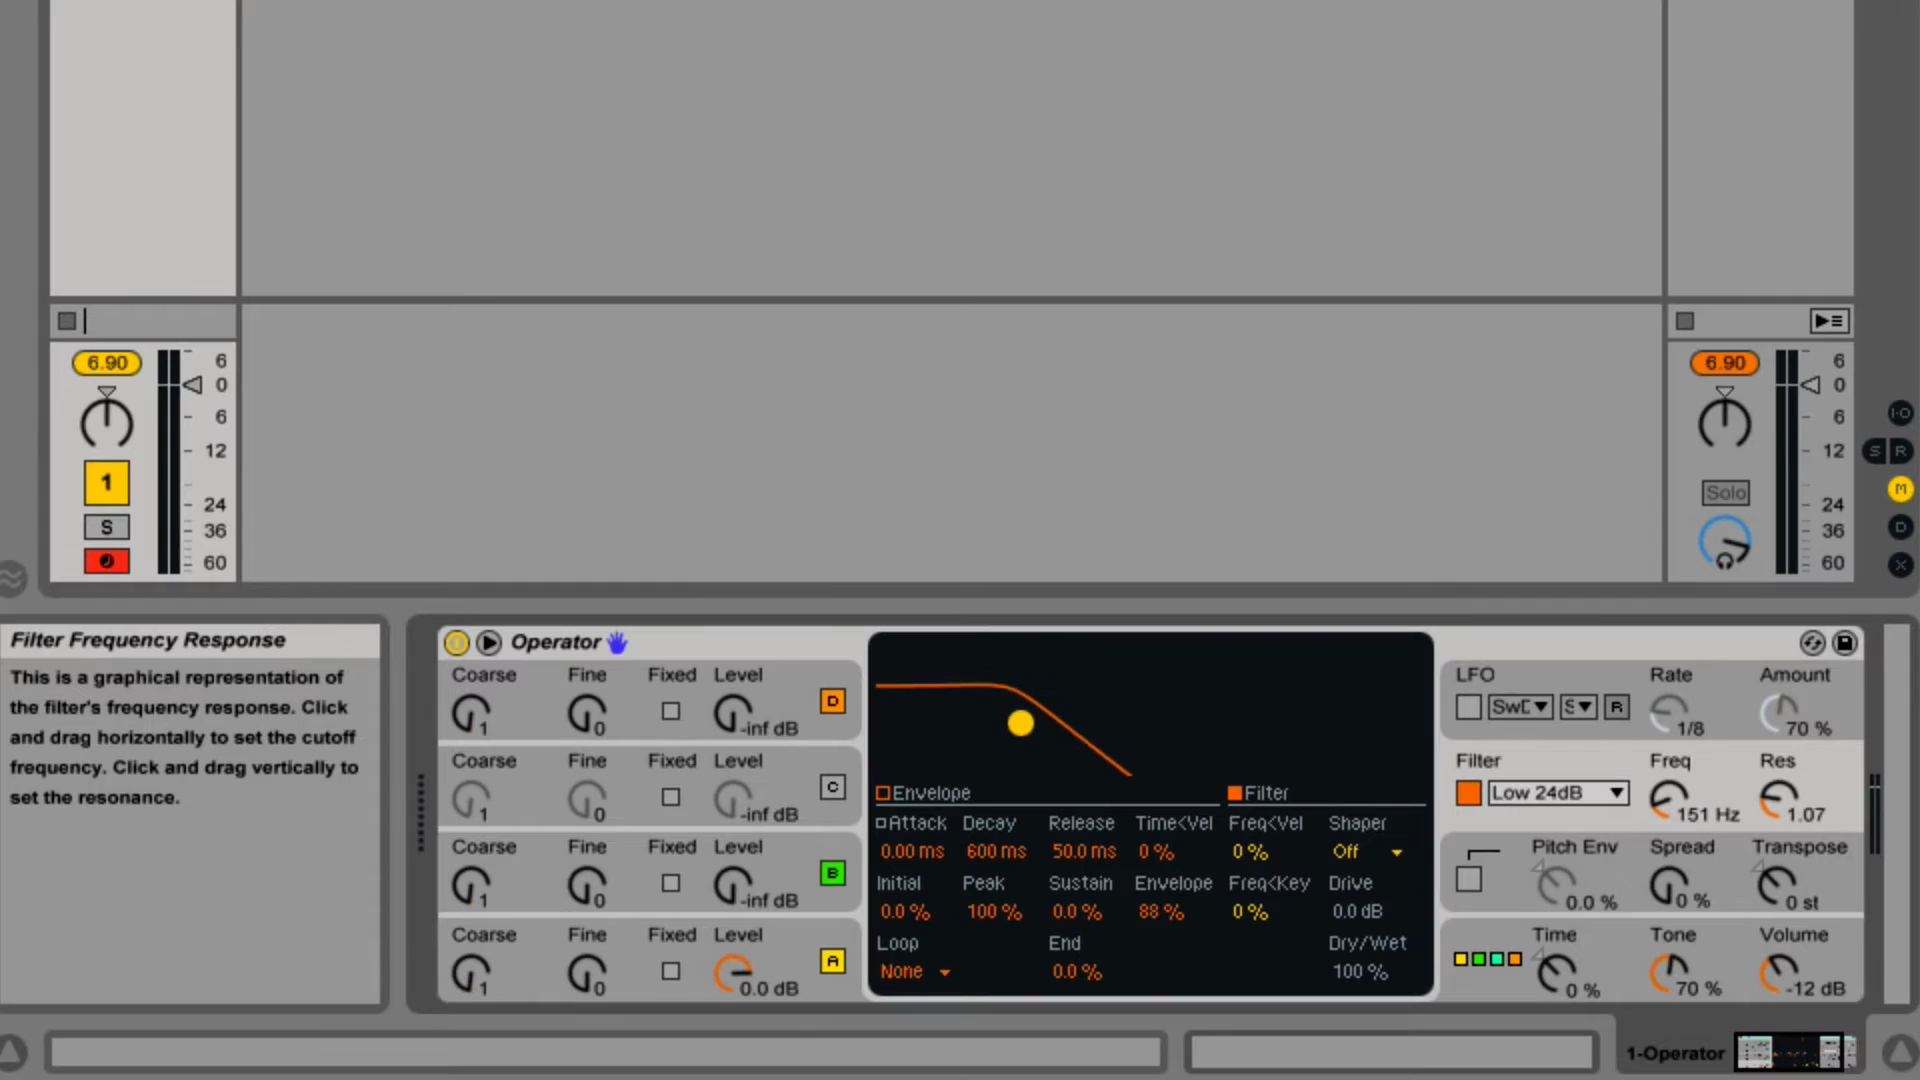 6.90
6
0
6
12
24
36
60
1
S
6.90
6
0
6
12
24
36
60
Solo
I·O
S R
M
D
X
Filter Frequency Response
This is a graphical representation of
the filter's frequency response. Click
and drag horizontally to set the cutoff
frequency. Click and drag vertically to
set the resonance.
Operator
Coarse Fine Fixed Level
1 0 -inf dB D
Coarse Fine Fixed Level
1 0 -inf dB C
Coarse Fine Fixed Level
1 0 -inf dB B
Coarse Fine Fixed Level
1 0 0.0 dB A
Envelope Filter
Attack Decay Release Time<Vel Freq<Vel Shaper
0.00 ms 600 ms 50.0 ms 0 % 0 % Off
Initial Peak Sustain Envelope Freq<Key Drive
0.0 % 100 % 0.0 % 88 % 0 % 0.0 dB
Loop End Dry/Wet
None 0.0 % 100 %
LFO Rate Amount
R 1/8 70 %
Filter Freq Res
Low 24dB 151 Hz 1.07
Pitch Env Spread Transpose
0.0 % 0 % 0 st
Time Tone Volume
0 % 70 % -12 dB
1-Operator